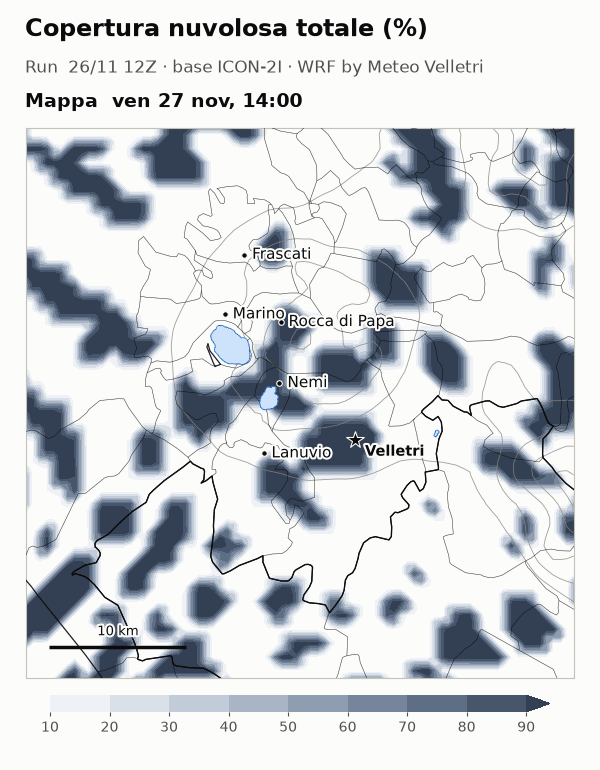 Copertura nuvolosa totale (%)
Run  26/11 12Z · base ICON-2I · WRF by Meteo Velletri
Mappa  ven 27 nov, 14:00
Frascati
Marino
Rocca di Papa
Nemi
Velletri
Lanuvio
10 km
10 20 30 40 50 60 70 80 90